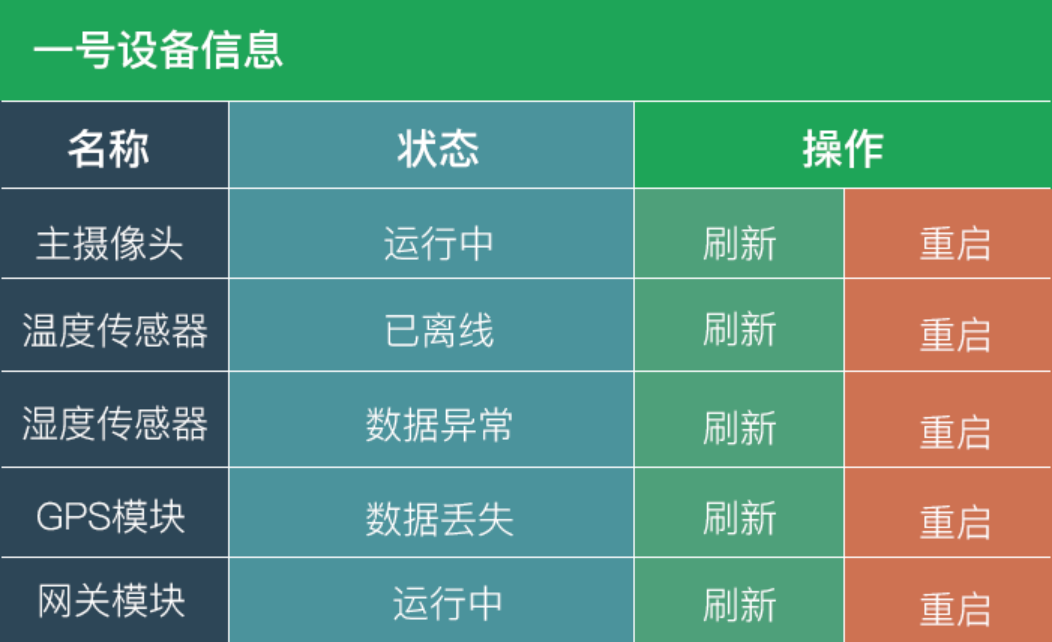 一号设备信息
名称 状态 操作
主摄像头 运行中 刷新 重启
温度传感器 已离线 刷新 重启
湿度传感器 数据异常 刷新 重启
GPS模块 数据丢失 刷新 重启
网关模块 运行中 刷新 重启